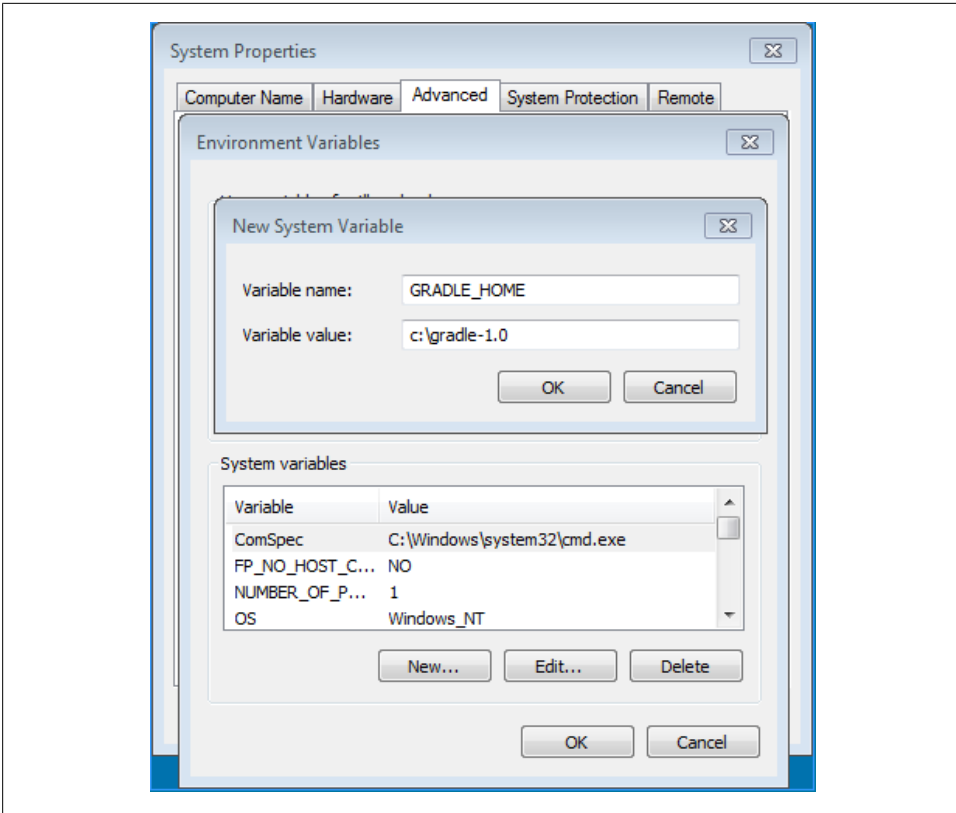 System Properties
Computer Name Hardware Advanced System Protection Remote
Environment Variables
New System Variable
Variable name: GRADLE_HOME
Variable value: c:\gradle-1.0
OK Cancel
System variables
Variable Value
ComSpec C:\Windows\system32\cmd.exe
FP_NO_HOST_C... NO
NUMBER_OF_P... 1
OS Windows_NT
New... Edit... Delete
OK Cancel